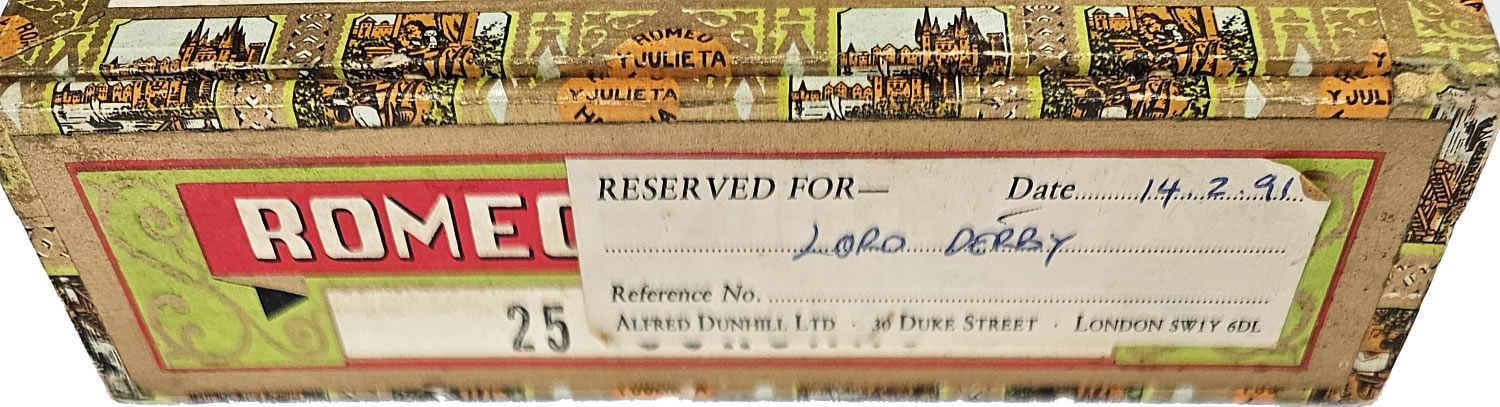 ROMEO
Y JULIETA
Y JULIETA
Y JULI
ROMEO
RESERVED FOR— Date 14.2.91
LORD DERBY
Reference No.
25
ALFRED DUNHILL LTD · 30 DUKE STREET · LONDON SW1Y 6DL